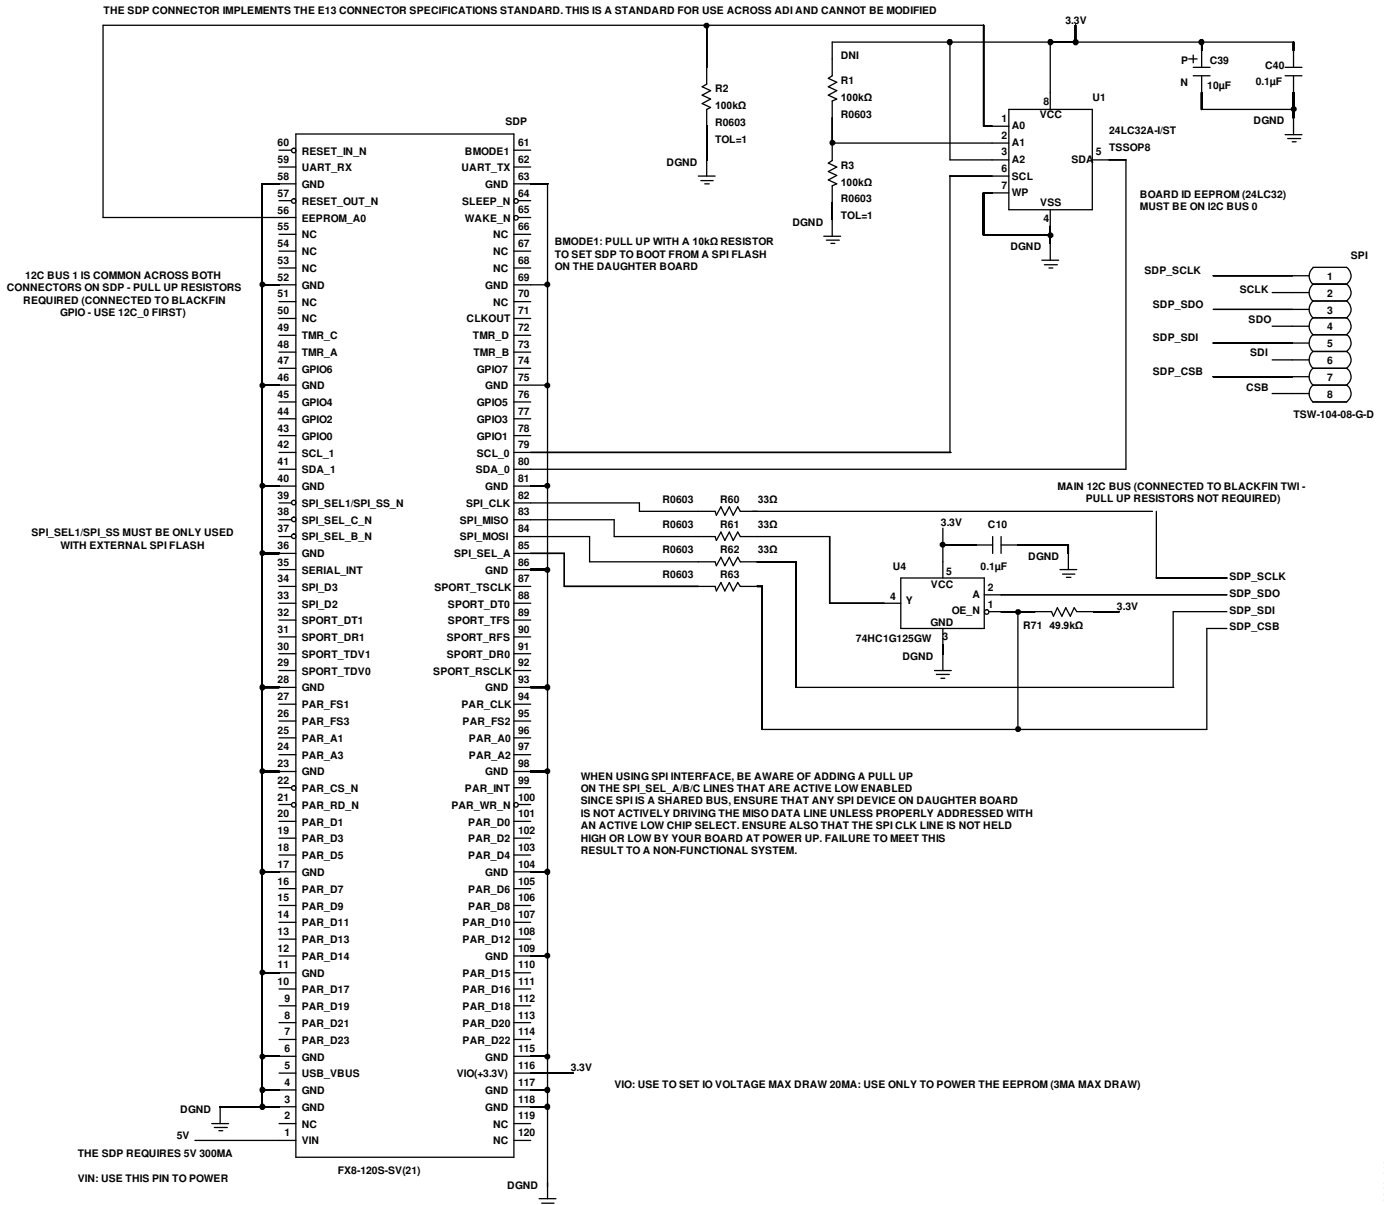 THE SDP CONNECTOR IMPLEMENTS THE E13 CONNECTOR SPECIFICATIONS STANDARD. THIS IS A STANDARD FOR USE ACROSS ADI AND CANNOT BE MODIFIED
3.3V
DNI
R2
100kΩ
R0603
TOL=1
DGND
R1
100kΩ
R0603
R3
100kΩ
R0603
TOL=1
DGND
P+ C39
N 10µF
C40
0.1µF
DGND
U1
8
VCC
1 A0
2 A1
3 A2
6 SCL
7 WP
SDA 5
VSS
4
DGND
24LC32A-I/ST
TSSOP8
BOARD ID EEPROM (24LC32)
MUST BE ON I2C BUS 0
SDP
60 RESET_IN_N BMODE1 61
59 UART_RX UART_TX 62
58 GND GND 63
57 RESET_OUT_N SLEEP_N 64
56 EEPROM_A0 WAKE_N 65
55 NC NC 66
54 NC NC 67
53 NC NC 68
52 GND GND 69
51 NC NC 70
50 NC CLKOUT 71
49 TMR_C TMR_D 72
48 TMR_A TMR_B 73
47 GPIO6 GPIO7 74
46 GND GND 75
45 GPIO4 GPIO5 76
44 GPIO2 GPIO3 77
43 GPIO0 GPIO1 78
42 SCL_1 SCL_0 79
41 SDA_1 SDA_0 80
40 GND GND 81
39 SPI_SEL1/SPI_SS_N SPI_CLK 82
38 SPI_SEL_C_N SPI_MISO 83
37 SPI_SEL_B_N SPI_MOSI 84
36 GND SPI_SEL_A 85
35 SERIAL_INT GND 86
34 SPI_D3 SPORT_TSCLK 87
33 SPI_D2 SPORT_DT0 88
32 SPORT_DT1 SPORT_TFS 89
31 SPORT_DR1 SPORT_RFS 90
30 SPORT_TDV1 SPORT_DR0 91
29 SPORT_TDV0 SPORT_RSCLK 92
28 GND GND 93
27 PAR_FS1 PAR_CLK 94
26 PAR_FS3 PAR_FS2 95
25 PAR_A1 PAR_A0 96
24 PAR_A3 PAR_A2 97
23 GND GND 98
22 PAR_CS_N PAR_INT 99
21 PAR_RD_N PAR_WR_N 100
20 PAR_D1 PAR_D0 101
19 PAR_D3 PAR_D2 102
18 PAR_D5 PAR_D4 103
17 GND GND 104
16 PAR_D7 PAR_D6 105
15 PAR_D9 PAR_D8 106
14 PAR_D11 PAR_D10 107
13 PAR_D13 PAR_D12 108
12 PAR_D14 GND 109
11 GND PAR_D15 110
10 PAR_D17 PAR_D16 111
9 PAR_D19 PAR_D18 112
8 PAR_D21 PAR_D20 113
7 PAR_D23 PAR_D22 114
6 GND GND 115
5 USB_VBUS VIO(+3.3V) 116
4 GND GND 117
3 GND GND 118
2 NC NC 119
1 VIN NC 120
FX8-120S-SV(21)
12C BUS 1 IS COMMON ACROSS BOTH
CONNECTORS ON SDP - PULL UP RESISTORS
REQUIRED (CONNECTED TO BLACKFIN
GPIO - USE 12C_0 FIRST)
SPI_SEL1/SPI_SS MUST BE ONLY USED
WITH EXTERNAL SPI FLASH
DGND
5V
THE SDP REQUIRES 5V 300MA
VIN: USE THIS PIN TO POWER
BMODE1: PULL UP WITH A 10kΩ RESISTOR
TO SET SDP TO BOOT FROM A SPI FLASH
ON THE DAUGHTER BOARD
SPI
SDP_SCLK 1
SCLK 2
SDP_SDO 3
SDO 4
SDP_SDI 5
SDI 6
SDP_CSB 7
CSB 8
TSW-104-08-G-D
MAIN 12C BUS (CONNECTED TO BLACKFIN TWI -
PULL UP RESISTORS NOT REQUIRED)
R0603 R60 33Ω
R0603 R61 33Ω
R0603 R62 33Ω
R0603 R63
3.3V
C10
0.1µF
DGND
U4
5
VCC
4 Y
A 2
OE_N 1
GND
3
74HC1G125GW
DGND
R71 49.9kΩ
3.3V
SDP_SCLK
SDP_SDO
SDP_SDI
SDP_CSB
WHEN USING SPI INTERFACE, BE AWARE OF ADDING A PULL UP
ON THE SPI_SEL_A/B/C LINES THAT ARE ACTIVE LOW ENABLED
SINCE SPI IS A SHARED BUS, ENSURE THAT ANY SPI DEVICE ON DAUGHTER BOARD
IS NOT ACTIVELY DRIVING THE MISO DATA LINE UNLESS PROPERLY ADDRESSED WITH
AN ACTIVE LOW CHIP SELECT. ENSURE ALSO THAT THE SPI CLK LINE IS NOT HELD
HIGH OR LOW BY YOUR BOARD AT POWER UP. FAILURE TO MEET THIS
RESULT TO A NON-FUNCTIONAL SYSTEM.
3.3V
VIO: USE TO SET IO VOLTAGE MAX DRAW 20MA: USE ONLY TO POWER THE EEPROM (3MA MAX DRAW)
DGND